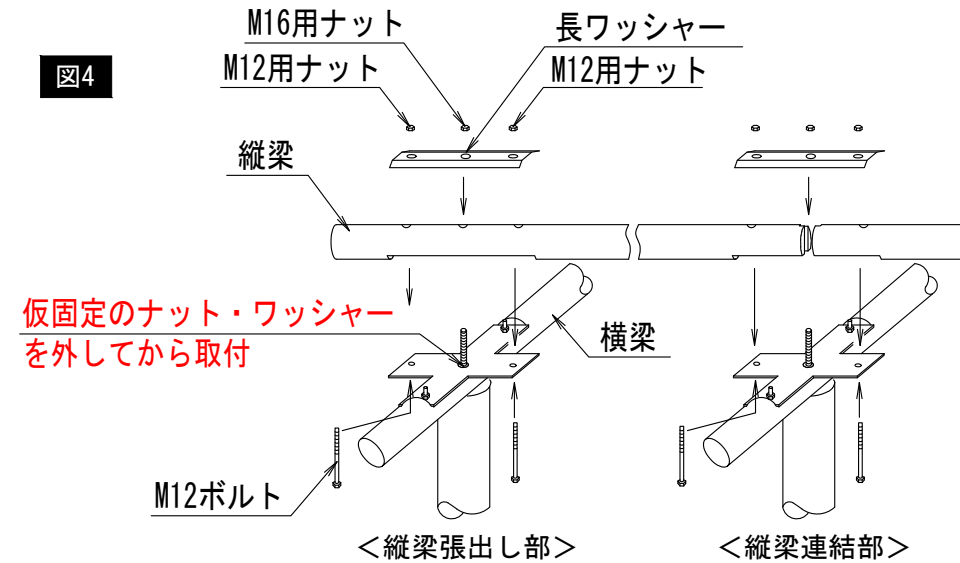 図4
M16用ナット
長ワッシャー
M12用ナット
M12用ナット
縦梁
仮固定のナット・ワッシャー
を外してから取付
横梁
M12ボルト
＜縦梁張出し部＞
＜縦梁連結部＞